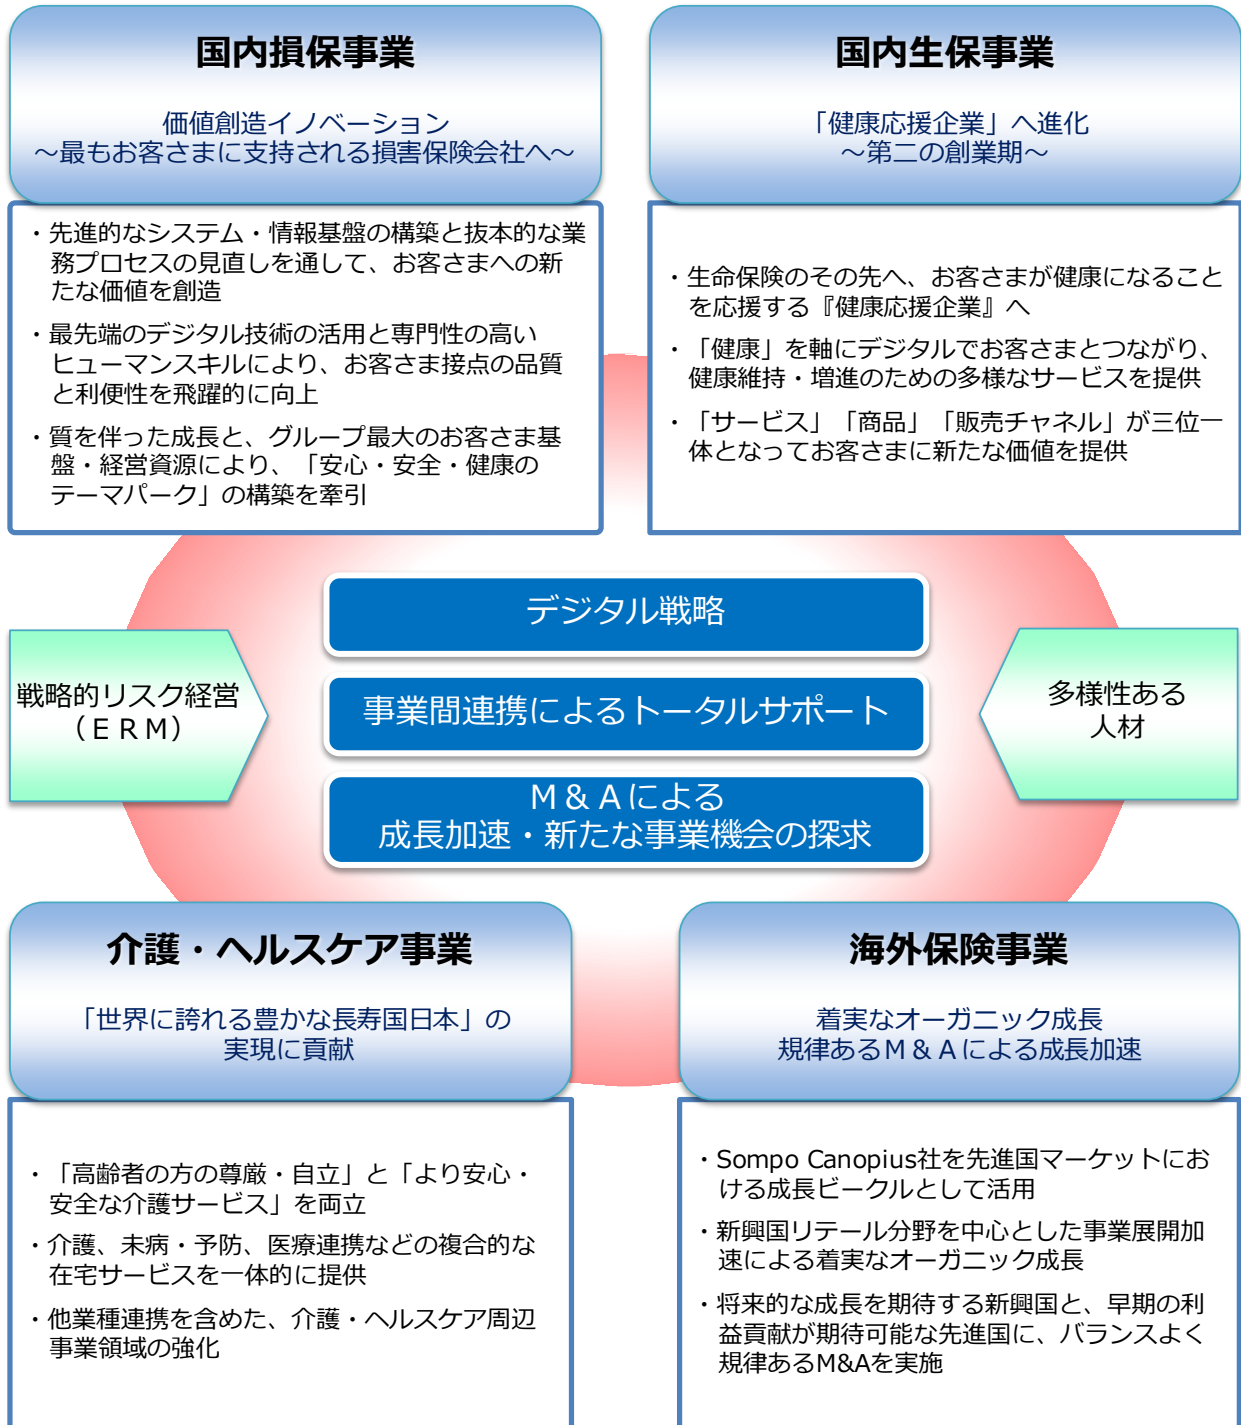 国内損保事業
価値創造イノベーション
～最もお客さまに支持される損害保険会社へ～
・先進的なシステム・情報基盤の構築と抜本的な業
務プロセスの見直しを通して、お客さまへの新
たな価値を創造
・最先端のデジタル技術の活用と専門性の高い
ヒューマンスキルにより、お客さま接点の品質
と利便性を飛躍的に向上
・質を伴った成長と、グループ最大のお客さま基
盤・経営資源により、「安心・安全・健康の
テーマパーク」の構築を牽引
国内生保事業
「健康応援企業」へ進化
～第二の創業期～
・生命保険のその先へ、お客さまが健康になること
を応援する『健康応援企業』へ
・「健康」を軸にデジタルでお客さまとつながり、
健康維持・増進のための多様なサービスを提供
・「サービス」「商品」「販売チャネル」が三位一
体となってお客さまに新たな価値を提供
デジタル戦略
事業間連携によるトータルサポート
Ｍ＆Ａによる
成長加速・新たな事業機会の探求
戦略的リスク経営
（ＥＲＭ）
多様性ある
人材
介護・ヘルスケア事業
「世界に誇れる豊かな長寿国日本」の
実現に貢献
・「高齢者の方の尊厳・自立」と「より安心・
安全な介護サービス」を両立
・介護、未病・予防、医療連携などの複合的な
在宅サービスを一体的に提供
・他業種連携を含めた、介護・ヘルスケア周辺
事業領域の強化
海外保険事業
着実なオーガニック成長
規律あるＭ＆Ａによる成長加速
・Sompo Canopius社を先進国マーケットにお
ける成長ビークルとして活用
・新興国リテール分野を中心とした事業展開加
速による着実なオーガニック成長
・将来的な成長を期待する新興国と、早期の利
益貢献が期待可能な先進国に、バランスよく
規律あるM&Aを実施